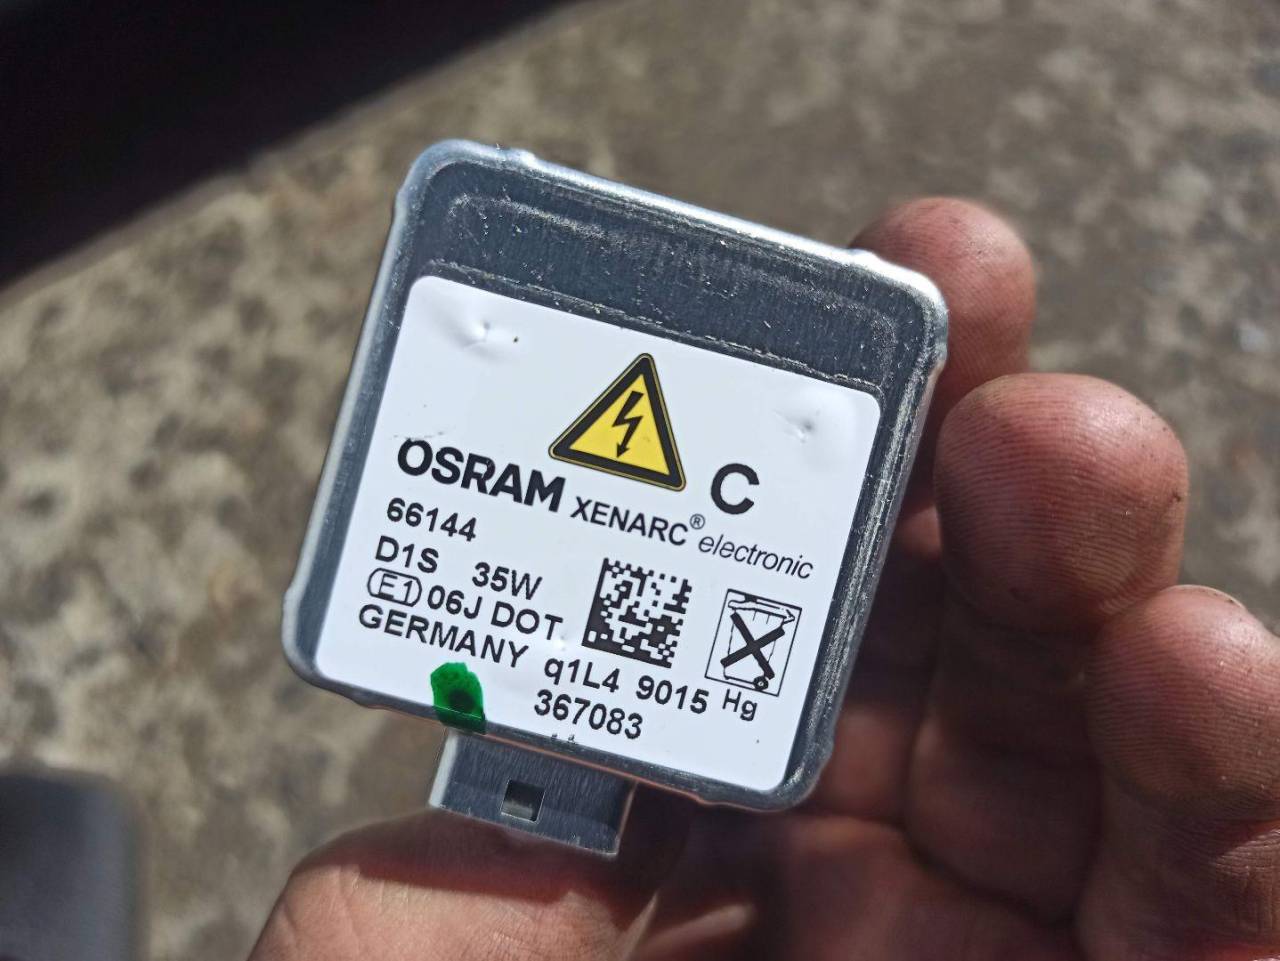 C
OSRAM XENARC® electronic
66144
D1S 35W
E1 06J DOT
GERMANY q1L4 9015 Hg
367083